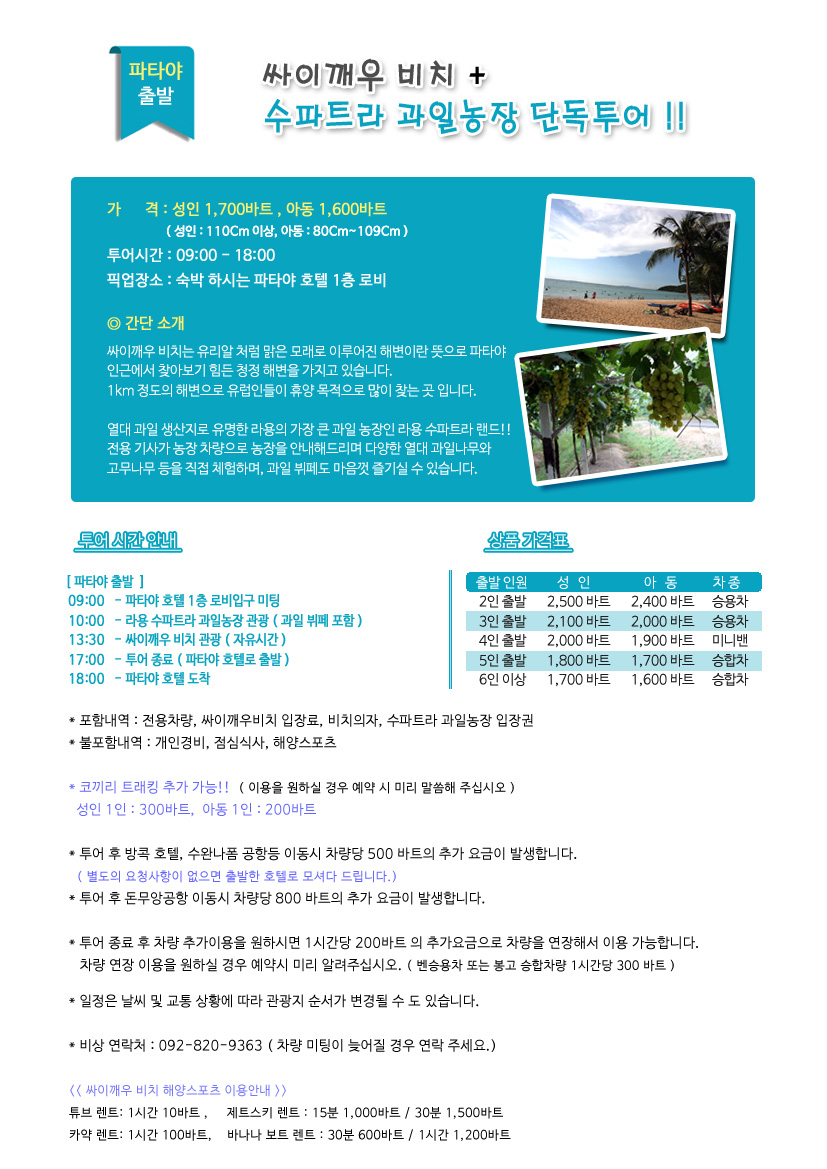 파타야
출발
싸이깨우 비치 +
수파트라 과일농장 단독투어 !!
가 격 : 성인 1,700바트 , 아동 1,600바트
( 성인 : 110Cm 이상, 아동 : 80Cm~109Cm )
투어시간 : 09:00 - 18:00
픽업장소 : 숙박 하시는 파타야 호텔 1층 로비
◎ 간단 소개
싸이깨우 비치는 유리알 처럼 맑은 모래로 이루어진 해변이란 뜻으로 파타야
인근에서 찾아보기 힘든 청정 해변을 가지고 있습니다.
1km 정도의 해변으로 유럽인들이 휴양 목적으로 많이 찾는 곳 입니다.
열대 과일 생산지로 유명한 라용의 가장 큰 과일 농장인 라용 수파트라 랜드!!
전용 기사가 농장 차량으로 농장을 안내해드리며 다양한 열대 과일나무와
고무나무 등을 직접 체험하며, 과일 뷔페도 마음껏 즐기실 수 있습니다.
투어 시간 안내
[ 파타야 출발 ]
09:00 - 파타야 호텔 1층 로비입구 미팅
10:00 - 라용 수파트라 과일농장 관광 ( 과일 뷔페 포함 )
13:30 - 싸이깨우 비치 관광 ( 자유시간 )
17:00 - 투어 종료 ( 파타야 호텔로 출발 )
18:00 - 파타야 호텔 도착
상품 가격표
출발 인원 성 인 아 동 차 종
2인 출발 2,500 바트 2,400 바트 승용차
3인 출발 2,100 바트 2,000 바트 승용차
4인 출발 2,000 바트 1,900 바트 미니밴
5인 출발 1,800 바트 1,700 바트 승합차
6인 이상 1,700 바트 1,600 바트 승합차
* 포함내역 : 전용차량, 싸이깨우비치 입장료, 비치의자, 수파트라 과일농장 입장권
* 불포함내역 : 개인경비, 점심식사, 해양스포츠
* 코끼리 트래킹 추가 가능!! ( 이용을 원하실 경우 예약 시 미리 말씀해 주십시오 )
성인 1인 : 300바트, 아동 1인 : 200바트
* 투어 후 방콕 호텔, 수완나폼 공항등 이동시 차량당 500 바트의 추가 요금이 발생합니다.
( 별도의 요청사항이 없으면 출발한 호텔로 모셔다 드립니다.)
* 투어 후 돈무앙공항 이동시 차량당 800 바트의 추가 요금이 발생합니다.
* 투어 종료 후 차량 추가이용을 원하시면 1시간당 200바트 의 추가요금으로 차량을 연장해서 이용 가능합니다.
차량 연장 이용을 원하실 경우 예약시 미리 알려주십시오. ( 벤승용차 또는 봉고 승합차량 1시간당 300 바트 )
* 일정은 날씨 및 교통 상황에 따라 관광지 순서가 변경될 수 도 있습니다.
* 비상 연락처 : 092-820-9363 ( 차량 미팅이 늦어질 경우 연락 주세요.)
<< 싸이깨우 비치 해양스포츠 이용안내 >>
튜브 렌트: 1시간 10바트 , 제트스키 렌트 : 15분 1,000바트 / 30분 1,500바트
카약 렌트: 1시간 100바트, 바나나 보트 렌트 : 30분 600바트 / 1시간 1,200바트